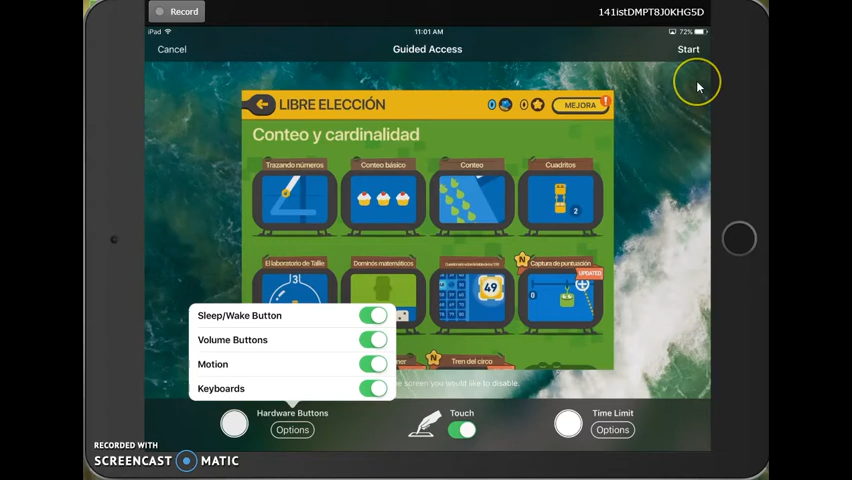 Record
141istDMPT8J0KHG5D
iPad
11:01 AM
72%
Cancel
Guided Access
Start
LIBRE ELECCIÓN
0
0
MEJORA
!
Conteo y cardinalidad
Trazando números
Conteo básico
Conteo
Cuadritos
2
El laboratorio de Tallie
Dominós matemáticos
N
Captura de puntuación
UPDATED
3
49
0
Sleep/Wake Button
Volume Buttons
Motion
Keyboards
N
Tren del circo
screen you would like to disable.
Hardware Buttons
Options
Touch
Time Limit
Options
RECORDED WITH
SCREENCAST MATIC